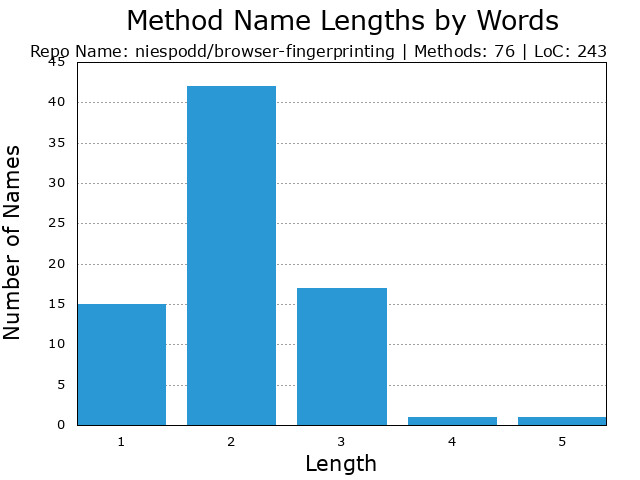 Method Name Lengths by Words
Repo Name: niespodd/browser-fingerprinting | Methods: 76 | LoC: 243
Number of Names
45
40
35
30
25
20
15
10
5
0
1 2 3 4 5
Length